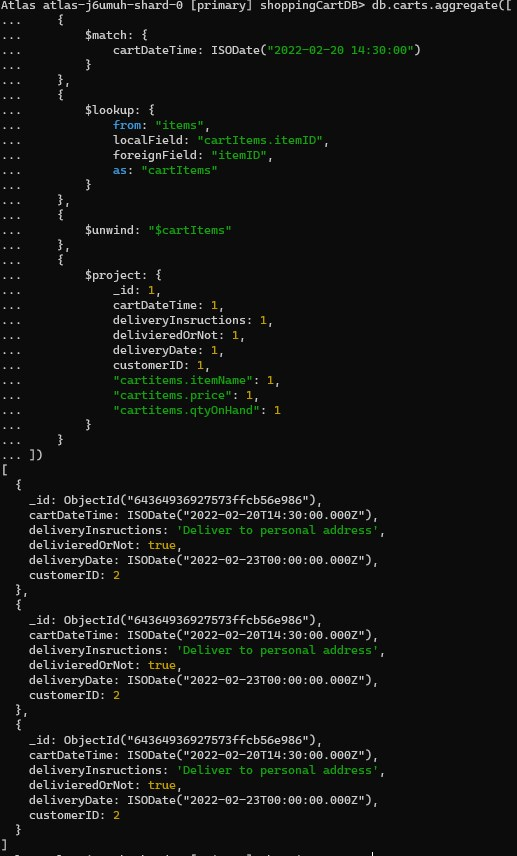 Atlas atlas-j6umuh-shard-0 [primary] shoppingCartDB> db.carts.aggregate([
...     {
...         $match: {
...             cartDateTime: ISODate("2022-02-20 14:30:00")
...         }
...     },
...     {
...         $lookup: {
...             from: "items",
...             localField: "cartItems.itemID",
...             foreignField: "itemID",
...             as: "cartItems"
...         }
...     },
...     {
...         $unwind: "$cartItems"
...     },
...     {
...         $project: {
...             _id: 1,
...             cartDateTime: 1,
...             deliveryInsructions: 1,
...             delivieredOrNot: 1,
...             deliveryDate: 1,
...             customerID: 1,
...             "cartitems.itemName": 1,
...             "cartitems.price": 1,
...             "cartitems.qtyOnHand": 1
...         }
...     }
... ])
[
  {
    _id: ObjectId("64364936927573ffcb56e986"),
    cartDateTime: ISODate("2022-02-20T14:30:00.000Z"),
    deliveryInsructions: 'Deliver to personal address',
    delivieredOrNot: true,
    deliveryDate: ISODate("2022-02-23T00:00:00.000Z"),
    customerID: 2
  },
  {
    _id: ObjectId("64364936927573ffcb56e986"),
    cartDateTime: ISODate("2022-02-20T14:30:00.000Z"),
    deliveryInsructions: 'Deliver to personal address',
    delivieredOrNot: true,
    deliveryDate: ISODate("2022-02-23T00:00:00.000Z"),
    customerID: 2
  },
  {
    _id: ObjectId("64364936927573ffcb56e986"),
    cartDateTime: ISODate("2022-02-20T14:30:00.000Z"),
    deliveryInsructions: 'Deliver to personal address',
    delivieredOrNot: true,
    deliveryDate: ISODate("2022-02-23T00:00:00.000Z"),
    customerID: 2
  }
]